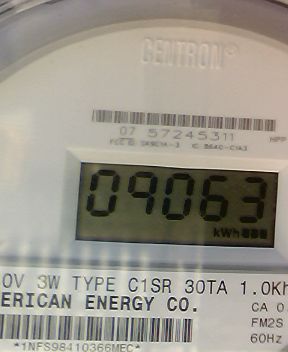 CENTRON®
07 57245311
09063
kWh
0V 3W TYPE C1SR 30TA 1.0Kh
ERICAN ENERGY CO.
CA 0.
FM2S
60Hz
*1NFS98410366MEC*